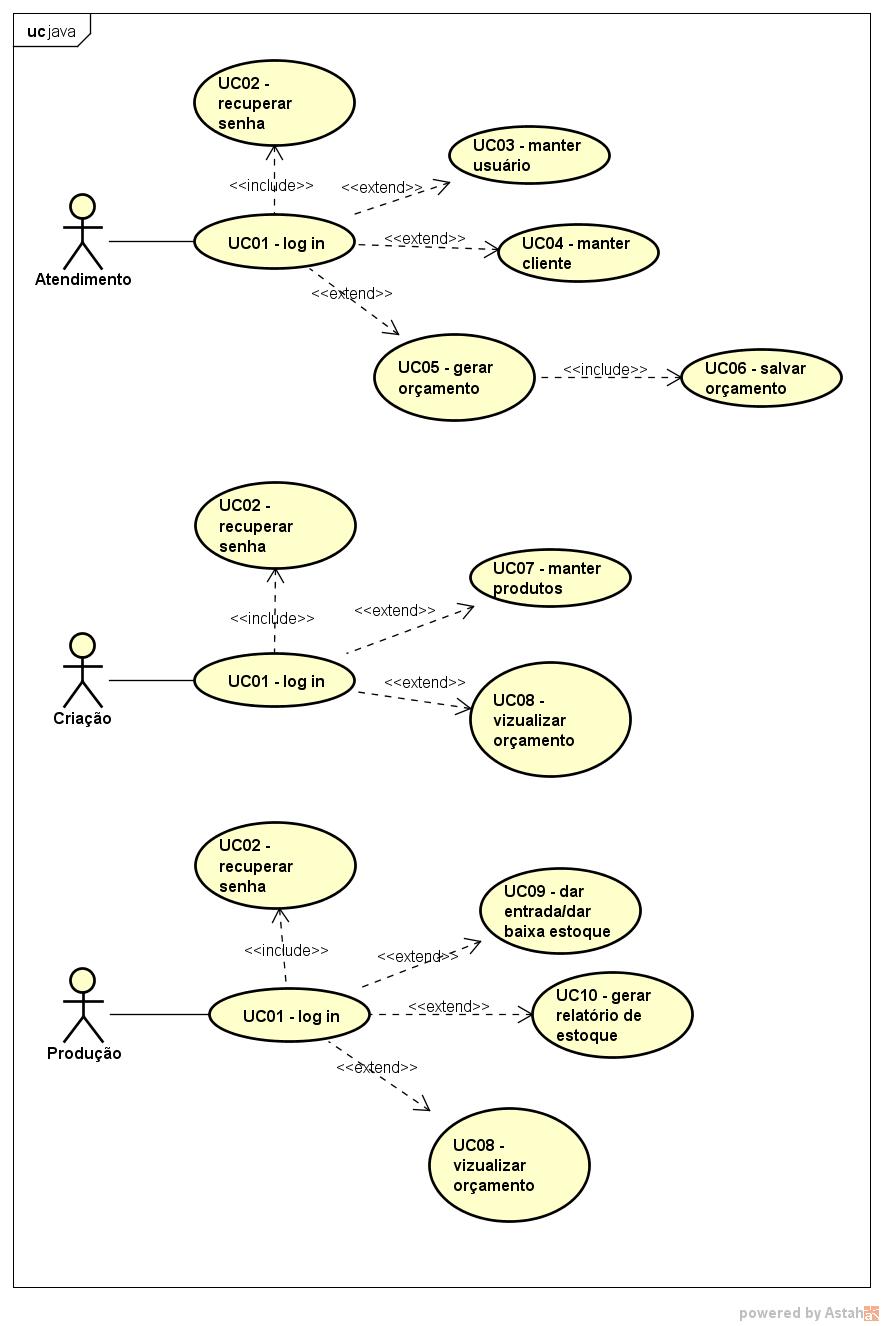 uc java
UC02 -
recuperar
senha
<<include>>
UC03 - manter
usuário
<<extend>>
UC01 - log in
<<extend>>
UC04 - manter
cliente
Atendimento
<<extend>>
UC05 - gerar
orçamento
<<include>>
UC06 - salvar
orçamento
UC02 -
recuperar
senha
UC07 - manter
produtos
<<extend>>
<<include>>
UC01 - log in
<<extend>>
UC08 -
vizualizar
orçamento
Criação
UC02 -
recuperar
senha
UC09 - dar
entrada/dar
baixa estoque
<<include>>
<<extend>>
UC01 - log in
<<extend>>
UC10 - gerar
relatório de
estoque
Produção
<<extend>>
UC08 -
vizualizar
orçamento
powered by Astah